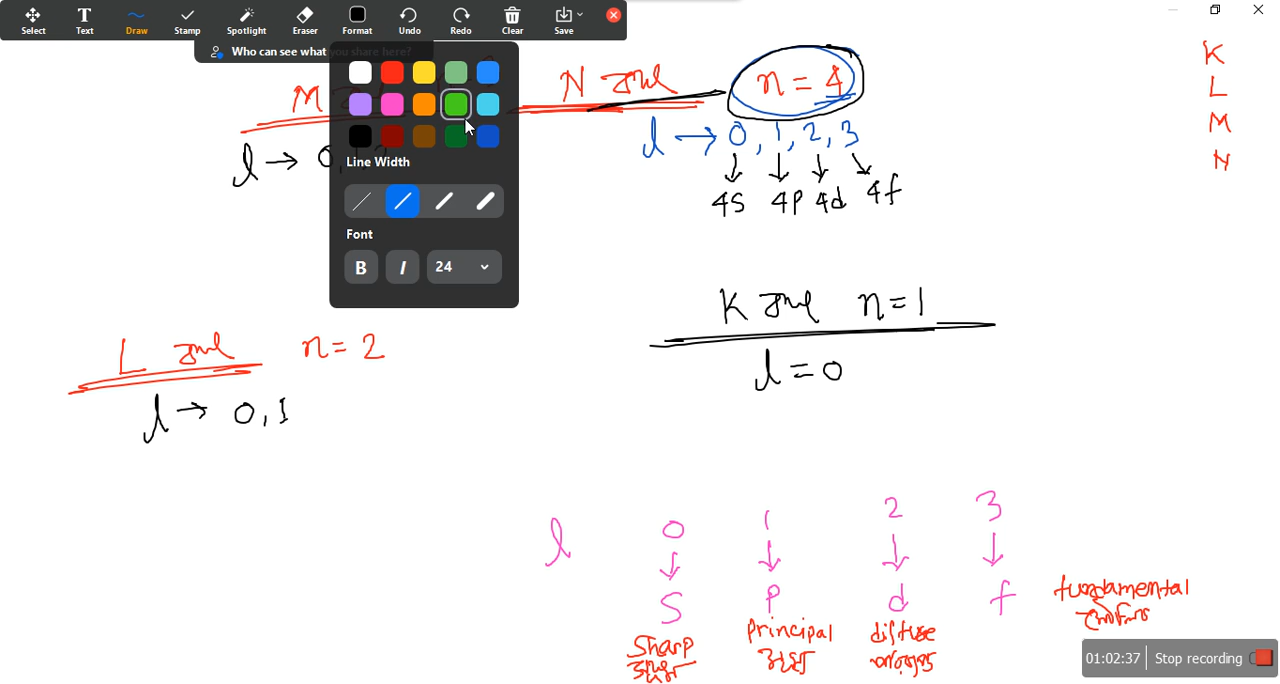 Select Text Draw Stamp Spotlight Eraser Format Undo Redo Clear Save
Who can see what you share here?
Line Width
Font
B I 24
M
l → 0,
N n = 4
l → 0, 1, 2, 3
4s 4p 4d 4f
K
L
M
N
K n=1
l = 0
L n = 2
l → 0, 1
l 0 1 2 3
s p d f
Sharp principal diffuse fundamental
01:02:37 Stop recording